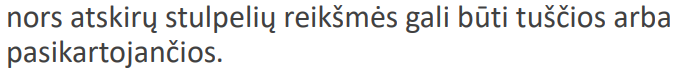 nors atskirų stulpelių reikšmės gali būti tuščios arba
pasikartojančios.